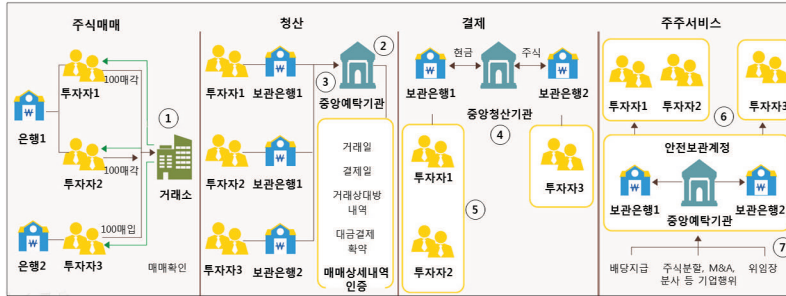 주식매매
투자자1
100매각
은행1
①
투자자2
100매각
거래소
100매입
은행2
투자자3
매매확인
청산
②
③
투자자1
보관은행1
중앙예탁기관
투자자2
보관은행1
투자자3
보관은행2
거래일
결제일
거래상대방
내역
대금결제
확약
매매상세내역
인증
결제
현금
주식
보관은행1
보관은행2
중앙청산기관
④
투자자1
투자자3
⑤
투자자2
주주서비스
투자자1
투자자2
투자자3
⑥
안전보관계정
보관은행1
보관은행2
중앙예탁기관
⑦
배당지급
주식분할, M&A,
분사 등 기업행위
위임장